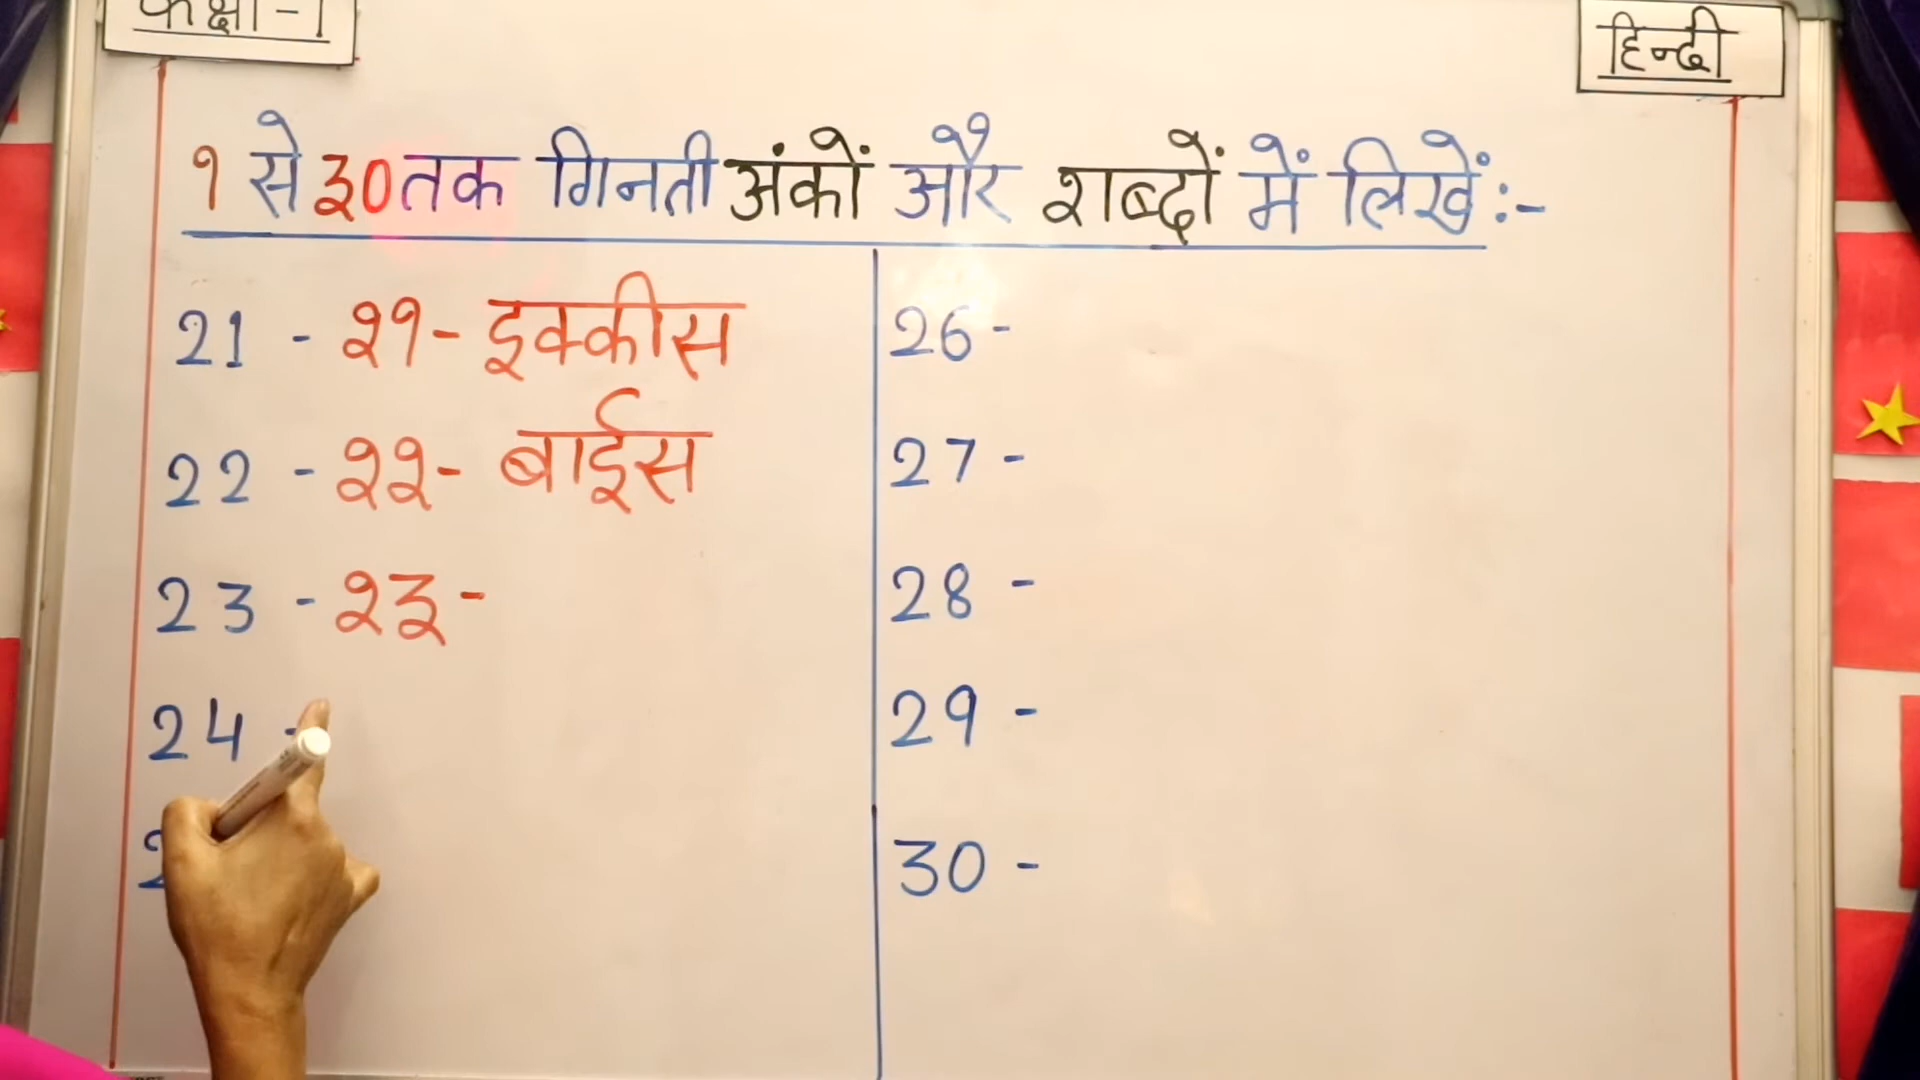 कक्षा-1
हिन्दी
१ से ३० तक गिनती अंकों और शब्दों में लिखें:-
21 - २१- इक्कीस
22 - २२- बाईस
23 - २३-
24 -
2
26-
27 -
28 -
29 -
30 -